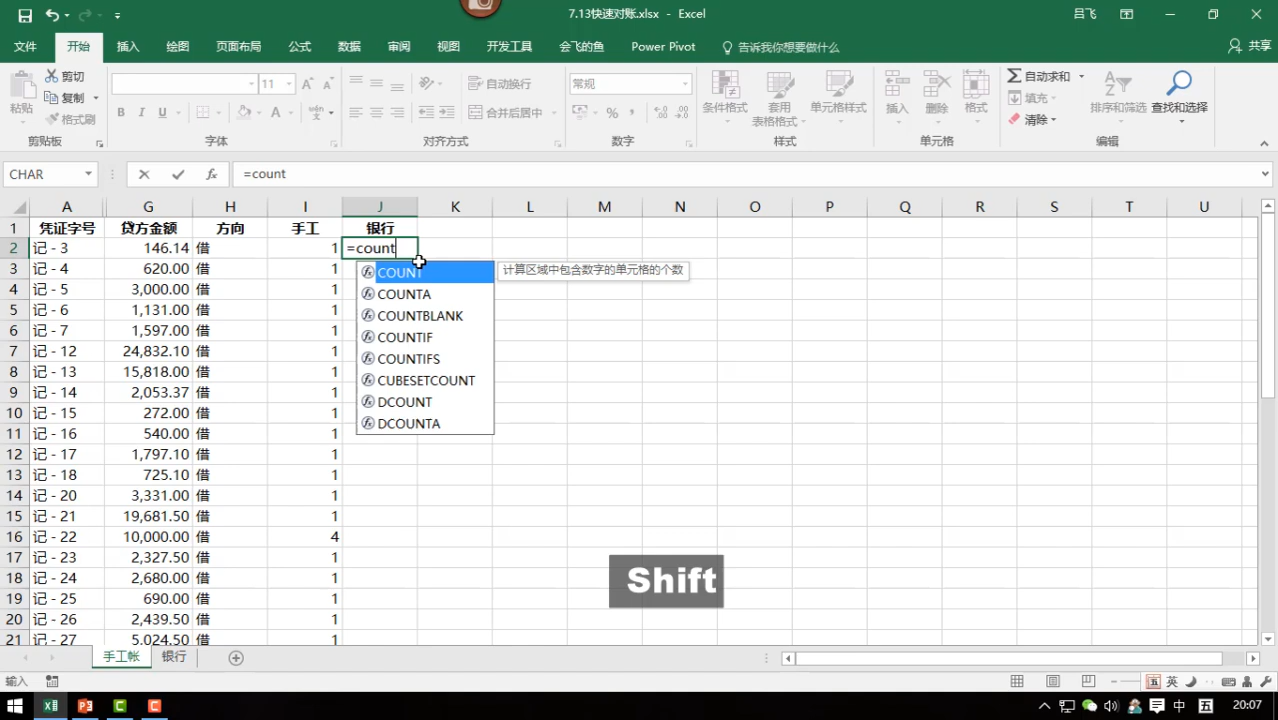 7.13快速对账.xlsx - Excel
吕飞
文件 开始 插入 绘图 页面布局 公式 数据 审阅 视图 开发工具 会飞的鱼 Power Pivot 告诉我你想要做什么 共享
粘贴
剪切
复制
格式刷
剪贴板
11
B I U
字体
自动换行
合并后居中
对齐方式
常规
数字
条件格式
套用
表格格式
单元格样式
样式
插入
删除
格式
单元格
自动求和
填充
清除
排序和筛选
查找和选择
编辑
CHAR
=count
A G H I J K L M N O P Q R S T U
1 凭证字号 贷方金额 方向 手工 银行
2 记 - 3 146.14 借 1 =count
3 记 - 4 620.00 借 1
4 记 - 5 3,000.00 借 1
5 记 - 6 1,131.00 借 1
6 记 - 7 1,597.00 借 1
7 记 - 12 24,832.10 借 1
8 记 - 13 15,818.00 借 1
9 记 - 14 2,053.37 借 1
10 记 - 15 272.00 借 1
11 记 - 16 540.00 借 1
12 记 - 17 1,797.10 借 1
13 记 - 18 725.10 借 1
14 记 - 20 3,331.00 借 1
15 记 - 21 19,681.50 借 1
16 记 - 22 10,000.00 借 4
17 记 - 23 2,327.50 借 1
18 记 - 24 2,680.00 借 1
19 记 - 25 690.00 借 1
20 记 - 26 2,439.50 借 1
21 记 - 27 5,024.50 借 1
COUNT
计算区域中包含数字的单元格的个数
COUNTA
COUNTBLANK
COUNTIF
COUNTIFS
CUBESETCOUNT
DCOUNT
DCOUNTA
Shift
手工帐 银行
输入
五 英
中 五 20:07